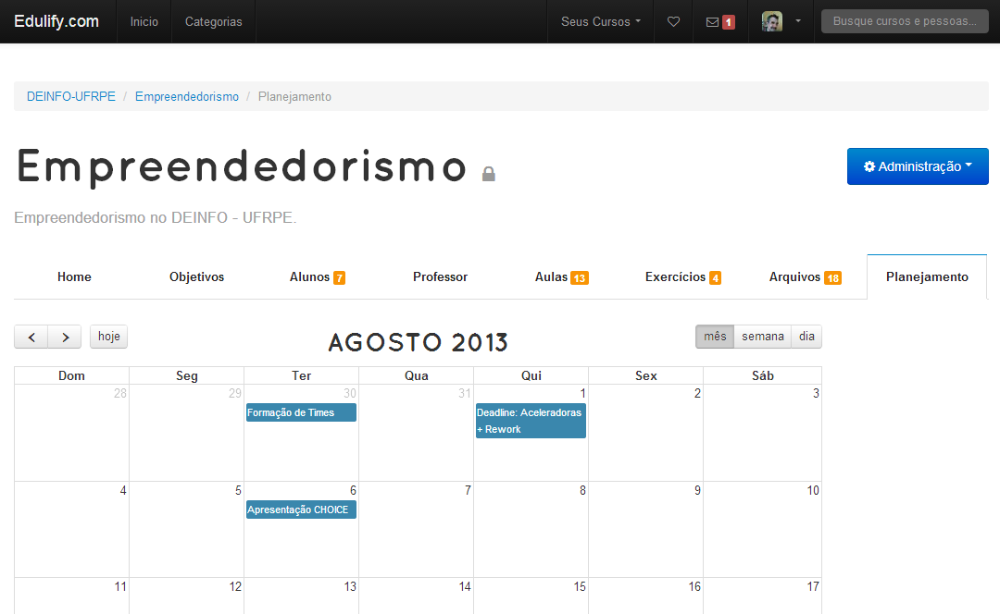 Edulify.com Inicio Categorias Seus Cursos 1 Busque cursos e pessoas...
DEINFO-UFRPE / Empreendedorismo / Planejamento
Empreendedorismo
Administração
Empreendedorismo no DEINFO - UFRPE.
Home Objetivos Alunos 7 Professor Aulas 13 Exercícios 4 Arquivos 18 Planejamento
hoje AGOSTO 2013 mês semana dia
Dom Seg Ter Qua Qui Sex Sáb
28 29 30 31 1 2 3
Formação de Times Deadline: Aceleradoras
+ Rework
4 5 6 7 8 9 10
Apresentação CHOICE
11 12 13 14 15 16 17